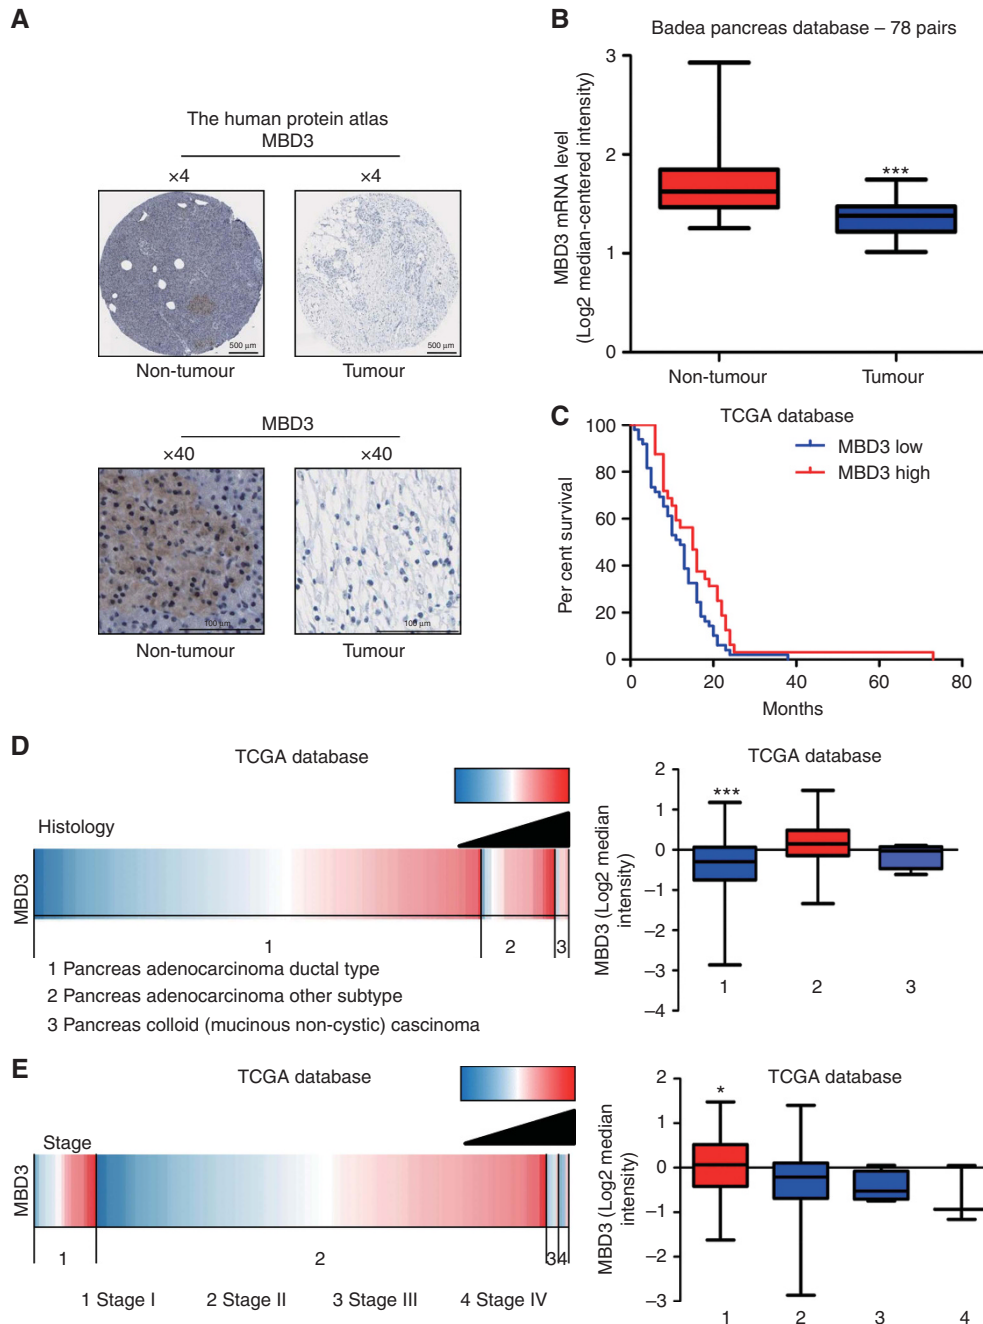 A
The human protein atlas
MBD3
×4
×4
500 µm
500 µm
Non-tumour
Tumour
MBD3
×40
×40
100 µm
100 µm
Non-tumour
Tumour
B
Badea pancreas database – 78 pairs
MBD3 mRNA level
(Log2 median-centered intensity)
3
2
1
0
***
Non-tumour
Tumour
C
TCGA database
MBD3 low
MBD3 high
Per cent survival
100
80
60
40
20
0
0
20
40
60
80
Months
D
TCGA database
Histology
MBD3
1
2
3
1 Pancreas adenocarcinoma ductal type
2 Pancreas adenocarcinoma other subtype
3 Pancreas colloid (mucinous non-cystic) cascinoma
TCGA database
MBD3 (Log2 median
intensity)
2
1
0
–1
–2
–3
–4
***
1
2
3
E
TCGA database
Stage
MBD3
1
2
3
4
1 Stage I
2 Stage II
3 Stage III
4 Stage IV
TCGA database
MBD3 (Log2 median
intensity)
2
1
0
–1
–2
–3
*
1
2
3
4